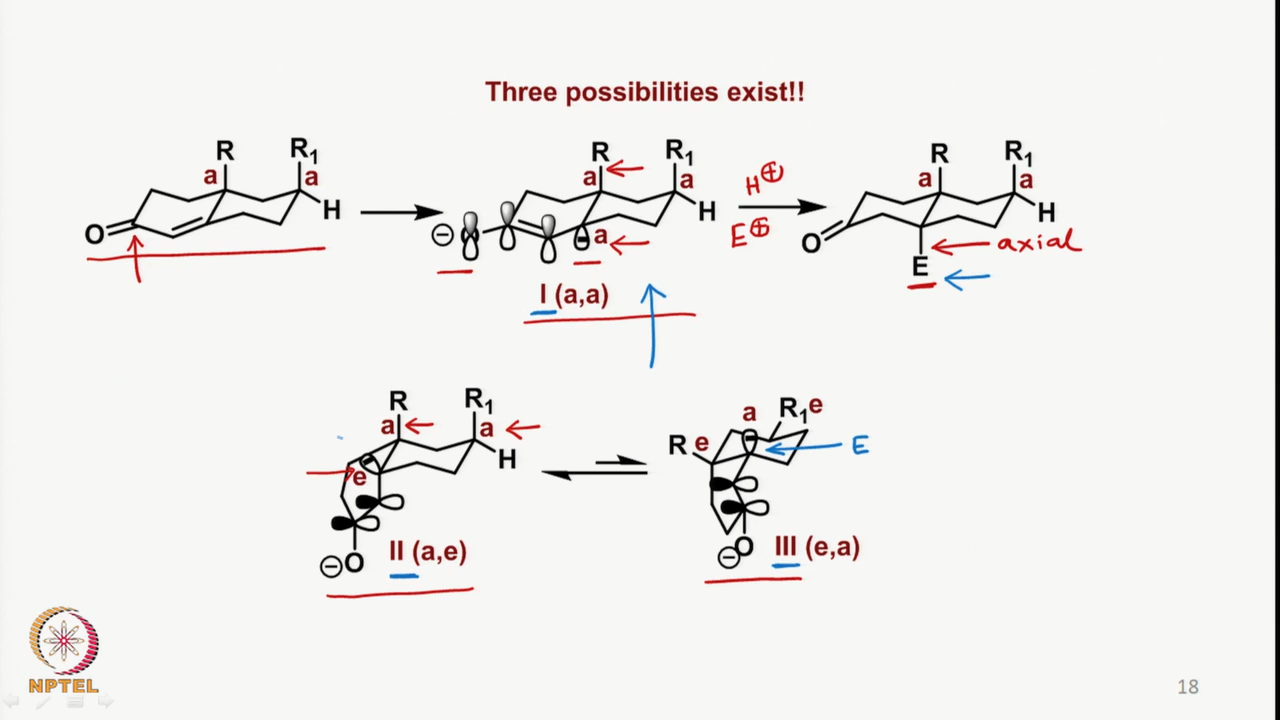 Three possibilities exist!!
R R₁ a a H O
R R₁ a a H ⊖ a
H⊕
E⊕
R R₁ a a H O axial
E
I (a,a)
R R₁ a a H e
⊖O II (a,e)
a R₁ e R e E
⊖O III (e,a)
NPTEL
18